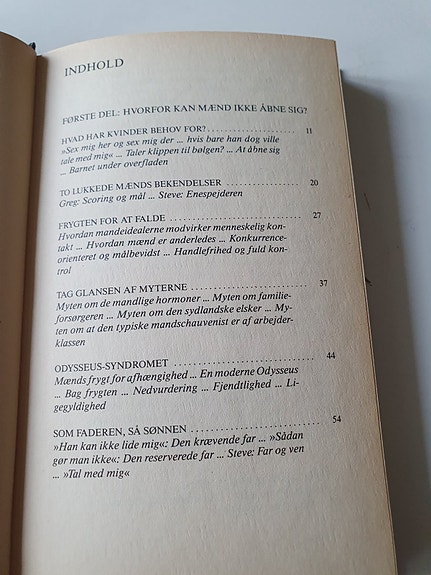 INDHOLD
FØRSTE DEL: HVORFOR KAN MÆND IKKE ÅBNE SIG?
HVAD HAR KVINDER BEHOV FOR? ........................ 11
»Sex mig her og sex mig der ... hvis bare han dog ville
tale med mig« ... Taler klippen til bølgen? ... At åbne sig
... Barnet under overfladen
TO LUKKEDE MÆNDS BEKENDELSER ................... 20
Greg: Scoring og mål ... Steve: Enespejderen
FRYGTEN FOR AT FALDE ................................ 27
Hvordan mandeidealerne modvirker menneskelig kon-
takt ... Hvordan mænd er anderledes ... Konkurrence-
orienteret og målbevidst ... Handlefrihed og fuld kon-
trol
TAG GLANSEN AF MYTERNE ............................. 37
Myten om de mandlige hormoner ... Myten om familie-
forsørgeren ... Myten om den sydlandske elsker ... My-
ten om at den typiske mandschauvenist er af arbejder-
klassen
ODYSSEUS-SYNDROMET .................................. 44
Mænds frygt for afhængighed ... En moderne Odysseus
... Bag frygten ... Nedvurdering ... Fjendtlighed ... Li-
gegyldighed
SOM FADEREN, SÅ SØNNEN ............................. 54
»Han kan ikke lide mig«: Den krævende far ... »Sådan
gør man ikke«: Den reserverede far ... Steve: Far og ven
... »Tal med mig«